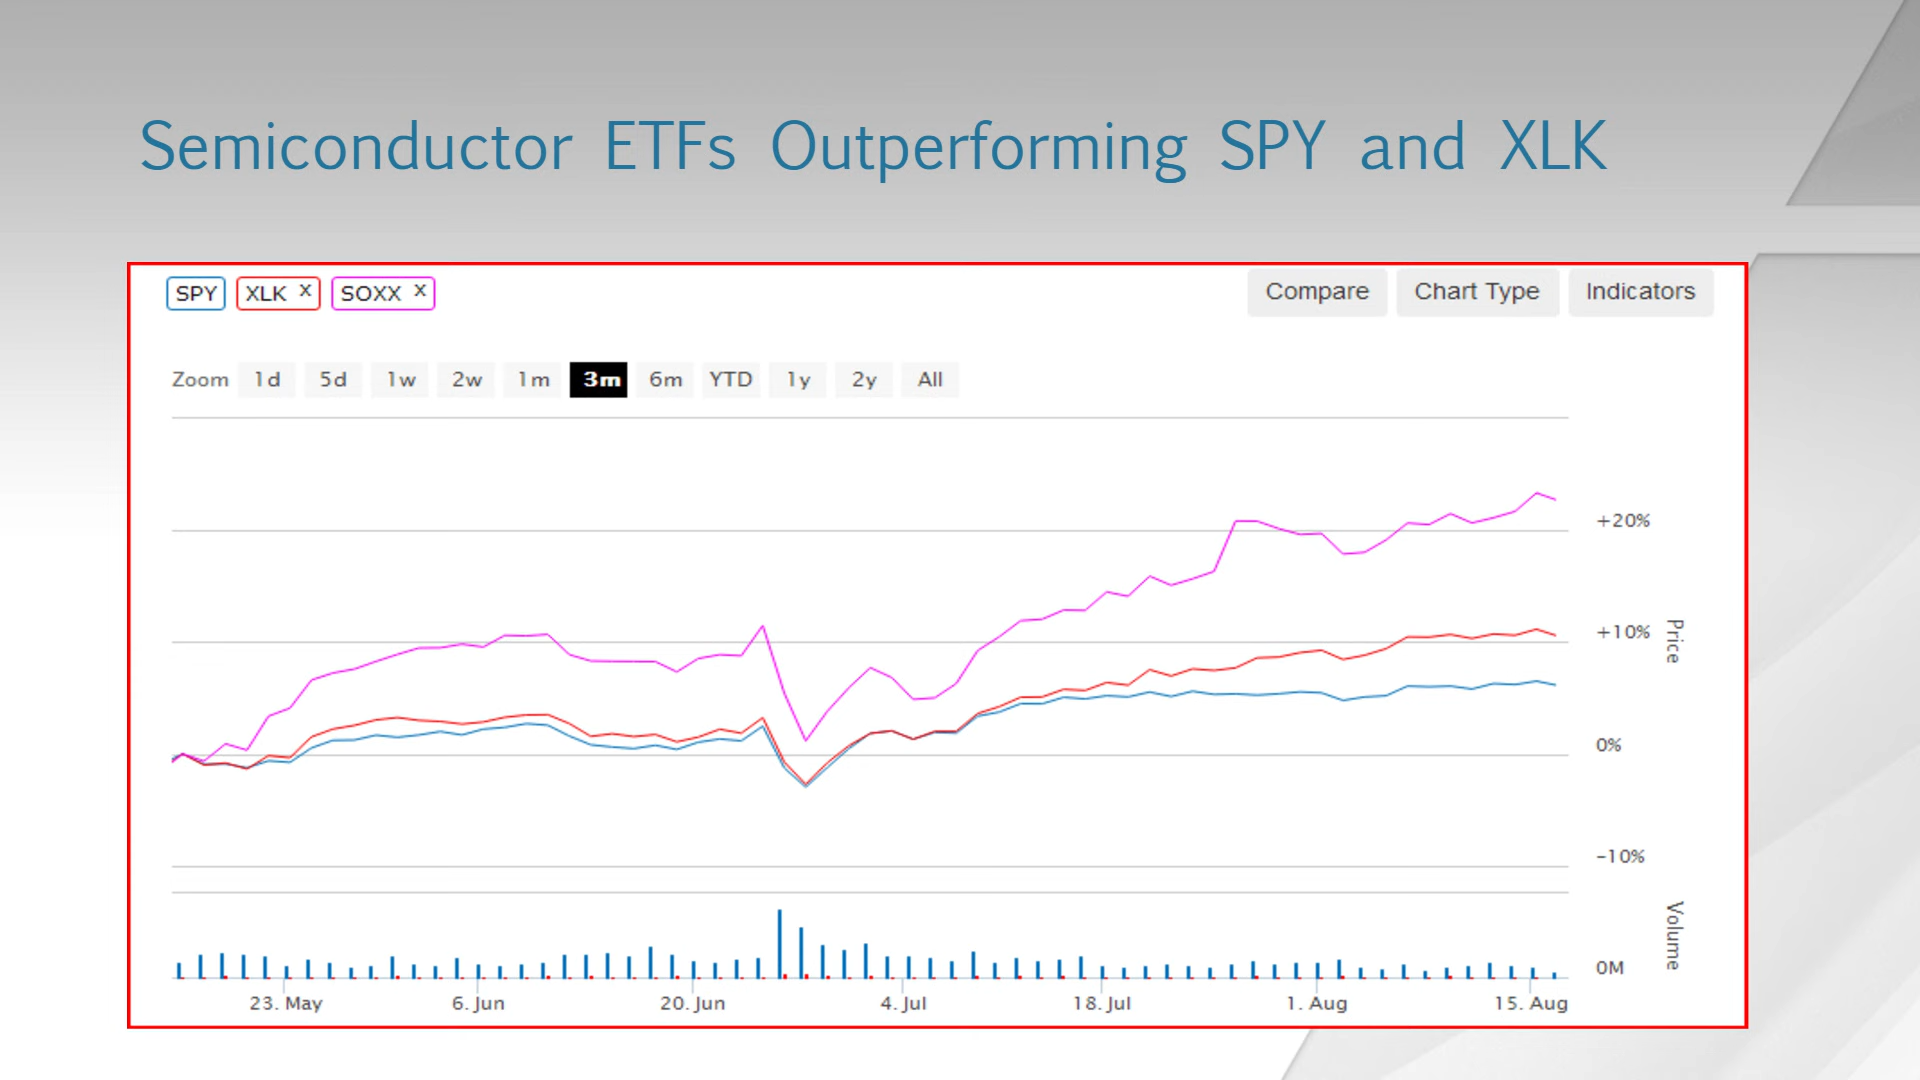 Semiconductor ETFs Outperforming SPY and XLK
SPY XLK x SOXX x Compare Chart Type Indicators
Zoom 1d 5d 1w 2w 1m 3m 6m YTD 1y 2y All
+20%
+10%
Price
0%
-10%
Volume
0M
23. May 6. Jun 20. Jun 4. Jul 18. Jul 1. Aug 15. Aug